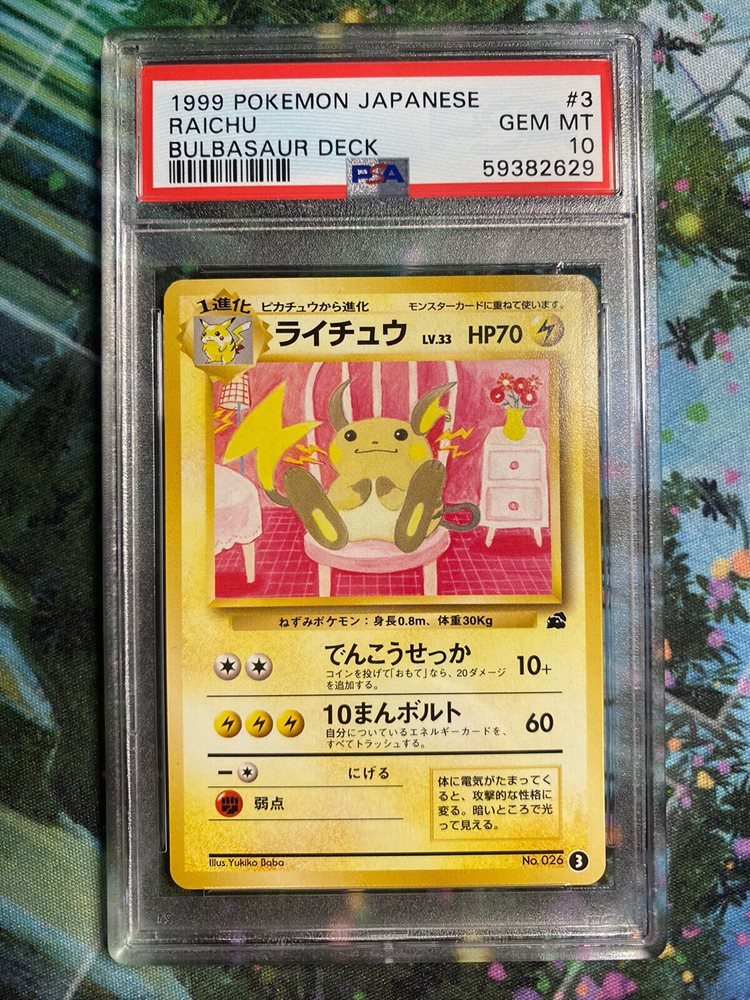 1999 POKEMON JAPANESE #3
RAICHU GEM MT
BULBASAUR DECK 10
PSA 59382629
1進化 ピカチュウから進化 モンスターカードに重ねて使います。
ライチュウ LV.33 HP70
ねずみポケモン：身長0.8m、体重30Kg
でんこうせっか 10+
コインを投げて「おもて」なら、20ダメージ
を追加する。
10まんボルト 60
自分についているエネルギーカードを、
すべてトラッシュする。
にげる
弱点
体に電気がたまってく
ると、攻撃的な性格に
変る。暗いところで光
って見える。
Illus. Yukiko Baba No. 026 3